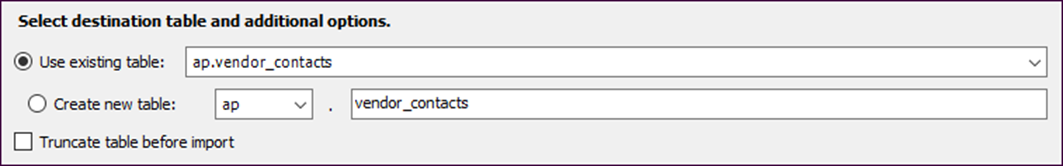 Select destination table and additional options.
Use existing table: ap.vendor_contacts
Create new table: ap . vendor_contacts
Truncate table before import